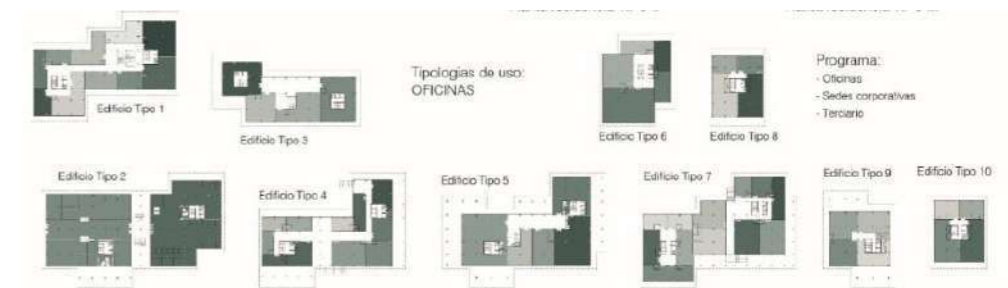 Edificio Tipo 1
Edificio Tipo 3
Tipologías de uso:
OFICINAS
Edificio Tipo 6
Edificio Tipo 8
Programa:
- Oficinas
- Sedes corporativas
- Terciario
Edificio Tipo 2
Edificio Tipo 4
Edificio Tipo 5
Edificio Tipo 7
Edificio Tipo 9
Edificio Tipo 10